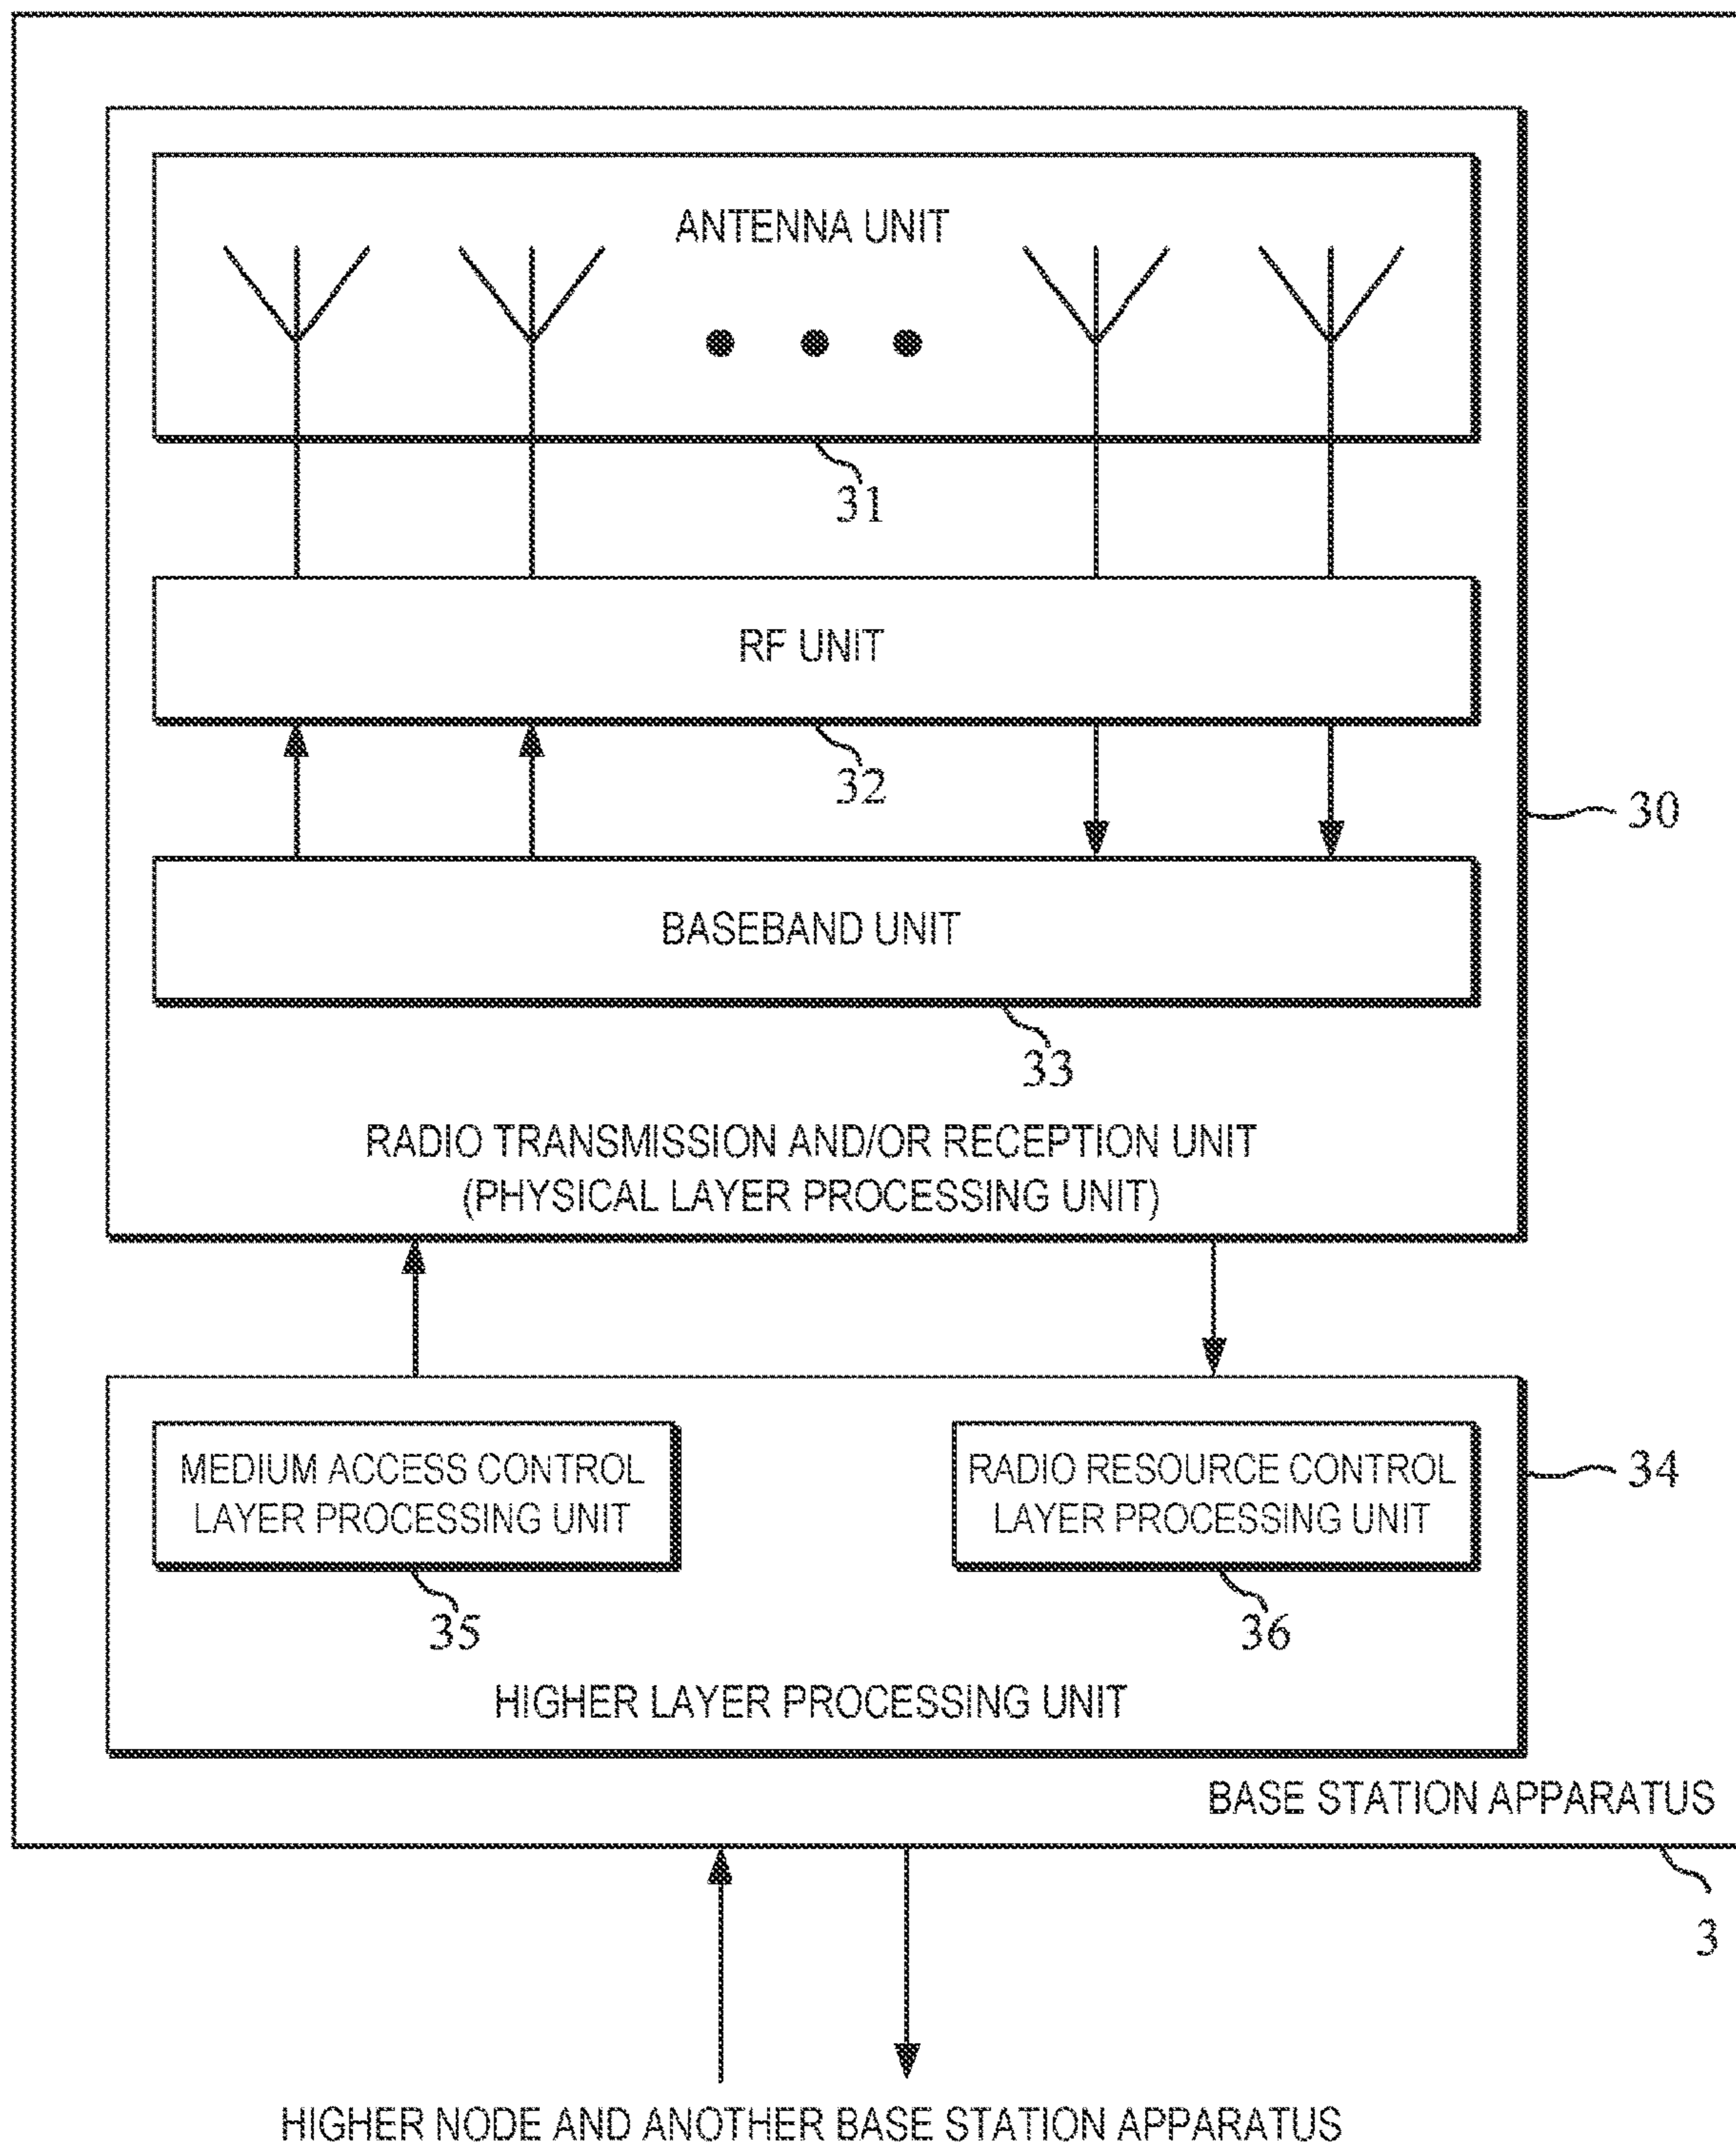 ANTENNA UNIT
31
RF UNIT
32
30
BASEBAND UNIT
33
RADIO TRANSMISSION AND/OR RECEPTION UNIT
(PHYSICAL LAYER PROCESSING UNIT)
MEDIUM ACCESS CONTROL
LAYER PROCESSING UNIT
RADIO RESOURCE CONTROL
LAYER PROCESSING UNIT
34
35
36
HIGHER LAYER PROCESSING UNIT
BASE STATION APPARATUS
3
HIGHER NODE AND ANOTHER BASE STATION APPARATUS